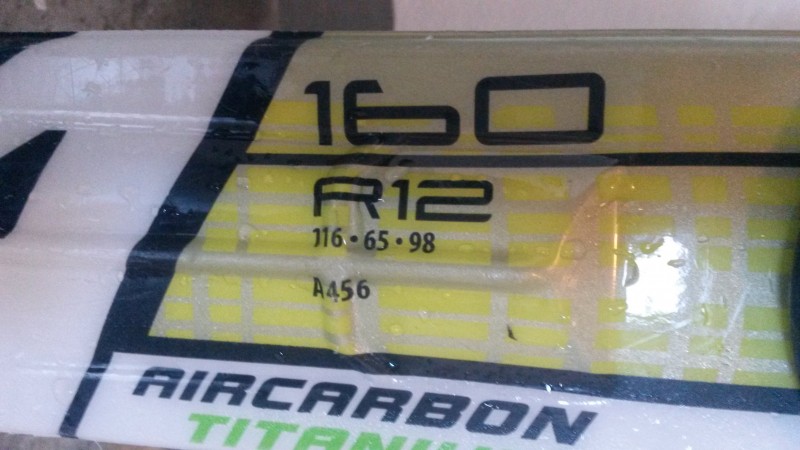 160
R12
116 • 65 • 98
A456
AIRCARBON